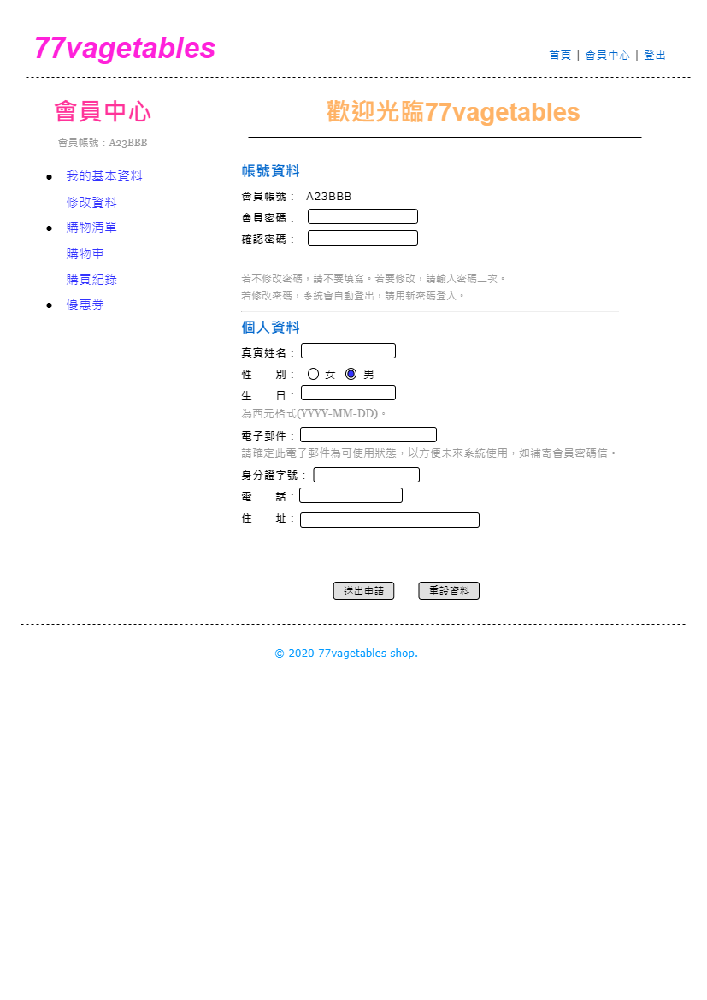 77vagetables
首頁 | 會員中心 | 登出
會員中心
會員帳號：A23BBB
我的基本資料
修改資料
購物清單
購物車
購買紀錄
優惠券
歡迎光臨77vagetables
帳號資料
會員帳號： A23BBB
會員密碼：
確認密碼：
若不修改密碼，請不要填寫。若要修改，請輸入密碼二次。
若修改密碼，系統會自動登出，請用新密碼登入。
個人資料
真實姓名：
性　　別： 女 男
生　　日：
為西元格式(YYYY-MM-DD)。
電子郵件：
請確定此電子郵件為可使用狀態，以方便未來系統使用，如補寄會員密碼信。
身分證字號：
電　　話：
住　　址：
送出申請 重設資料
© 2020 77vagetables shop.